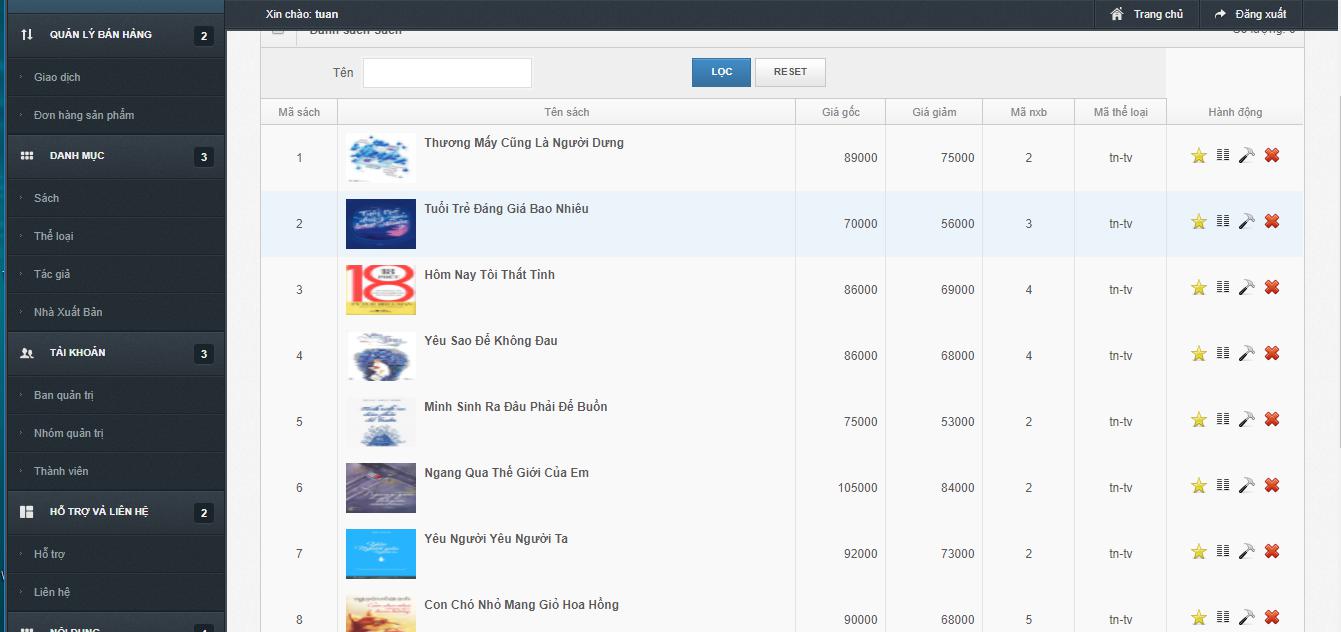 Xin chào: tuan
Trang chủ
Đăng xuất
QUẢN LÝ BÁN HÀNG 2
Giao dịch
Đơn hàng sản phẩm
DANH MỤC 3
Sách
Thể loại
Tác giả
Nhà Xuất Bản
TÀI KHOẢN 3
Ban quản trị
Nhóm quản trị
Thành viên
HỖ TRỢ VÀ LIÊN HỆ 2
Hỗ trợ
Liên hệ
NỘI DUNG
Danh sách sách
Số lượng:
Tên
LỌC
RESET
Mã sách Tên sách Giá gốc Giá giảm Mã nxb Mã thể loại Hành động
1 Thương Mấy Cũng Là Người Dưng 89000 75000 2 tn-tv
2 Tuổi Trẻ Đáng Giá Bao Nhiêu 70000 56000 3 tn-tv
3 Hôm Nay Tôi Thất Tình 86000 69000 4 tn-tv
18
4 Yêu Sao Để Không Đau 86000 68000 4 tn-tv
5 Mình Sinh Ra Đâu Phải Để Buồn 75000 53000 2 tn-tv
6 Ngang Qua Thế Giới Của Em 105000 84000 2 tn-tv
7 Yêu Người Yêu Người Ta 92000 73000 2 tn-tv
8 Con Chó Nhỏ Mang Giỏ Hoa Hồng 90000 68000 5 tn-tv